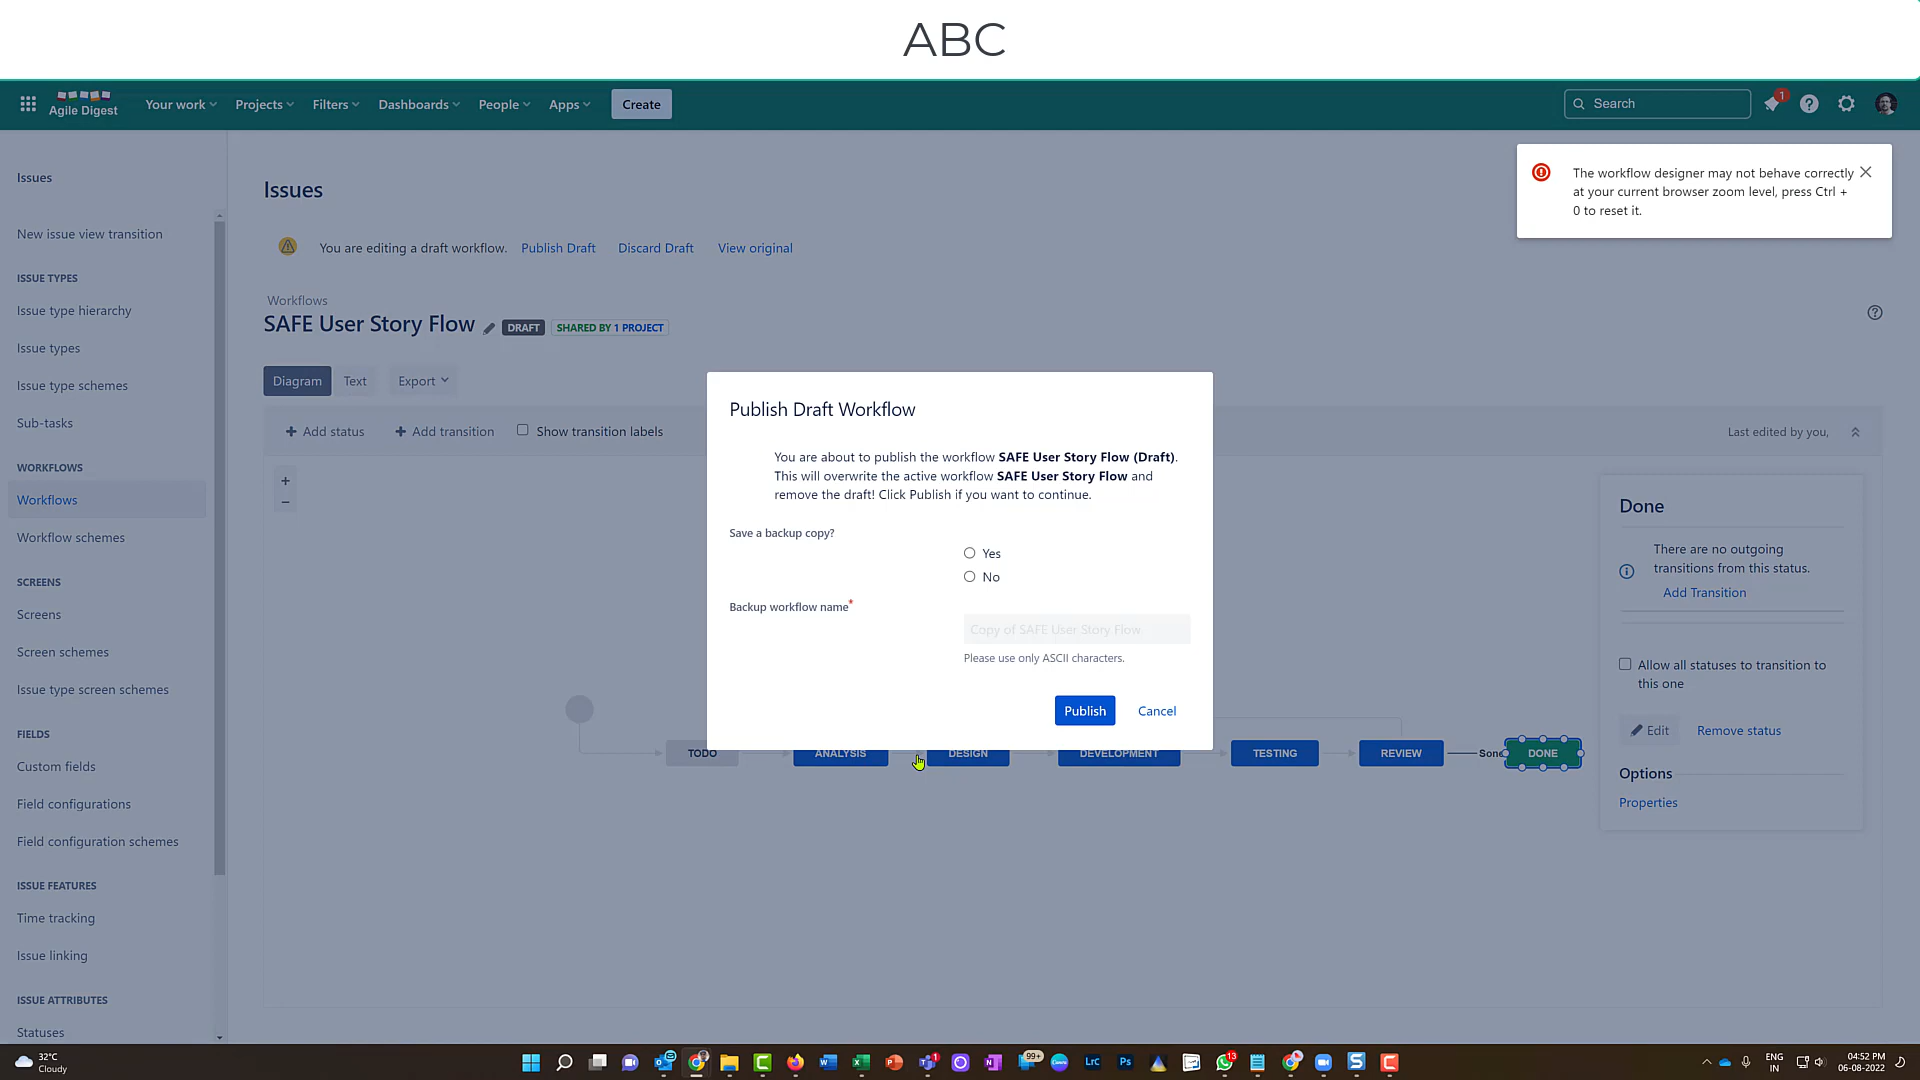 ABC
Agile Digest
Your work
Projects
Filters
Dashboards
People
Apps
Create
Search
1
Issues
New issue view transition
ISSUE TYPES
Issue type hierarchy
Issue types
Issue type schemes
Sub-tasks
WORKFLOWS
Workflows
Workflow schemes
SCREENS
Screens
Screen schemes
Issue type screen schemes
FIELDS
Custom fields
Field configurations
Field configuration schemes
ISSUE FEATURES
Time tracking
Issue linking
ISSUE ATTRIBUTES
Statuses
Issues
You are editing a draft workflow. Publish Draft Discard Draft View original
Workflows
SAFE User Story Flow DRAFT SHARED BY 1 PROJECT
Diagram Text Export
+ Add status + Add transition Show transition labels
Last edited by you,
+
−
The workflow designer may not behave correctly
at your current browser zoom level, press Ctrl +
0 to reset it.
Publish Draft Workflow
You are about to publish the workflow SAFE User Story Flow (Draft).
This will overwrite the active workflow SAFE User Story Flow and
remove the draft! Click Publish if you want to continue.
Save a backup copy?
Yes
No
Backup workflow name*
Copy of SAFE User Story Flow
Please use only ASCII characters.
Publish Cancel
TODO ANALYSIS DESIGN DEVELOPMENT TESTING REVIEW Sone DONE
Done
There are no outgoing
transitions from this status.
Add Transition
Allow all statuses to transition to
this one
Edit Remove status
Options
Properties
32°C
Cloudy
99+
LrC
Ps
1
13
ENG
IN
04:52 PM
06-08-2022